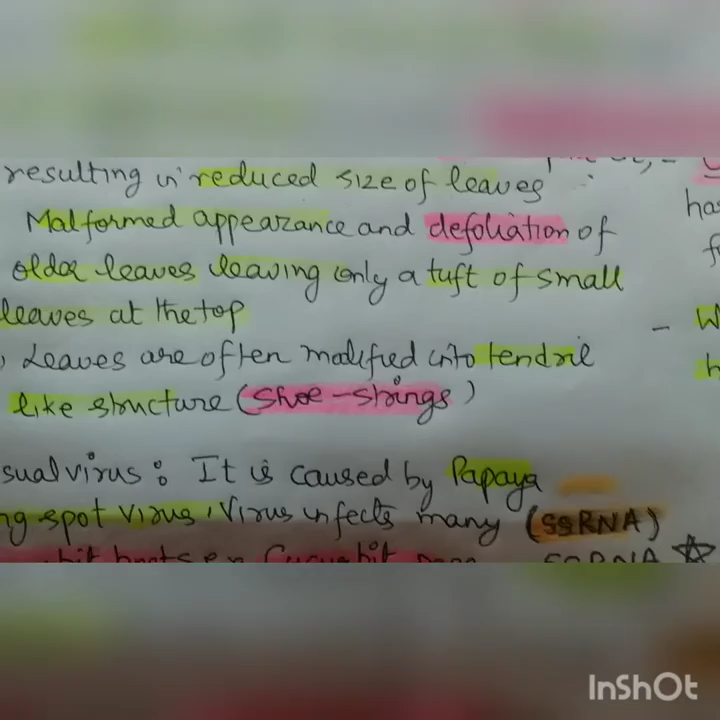 resulting in reduced size of leaves
Malformed appearance and defoliation of
older leaves leaving only a tuft of small
leaves at the top
Leaves are often modified into tendril
like structure (Shoe-strings)
sual virus: It is caused by Papaya
ng spot virus, Virus infects many (SSRNA)
ha
f
- W
h
InShOt